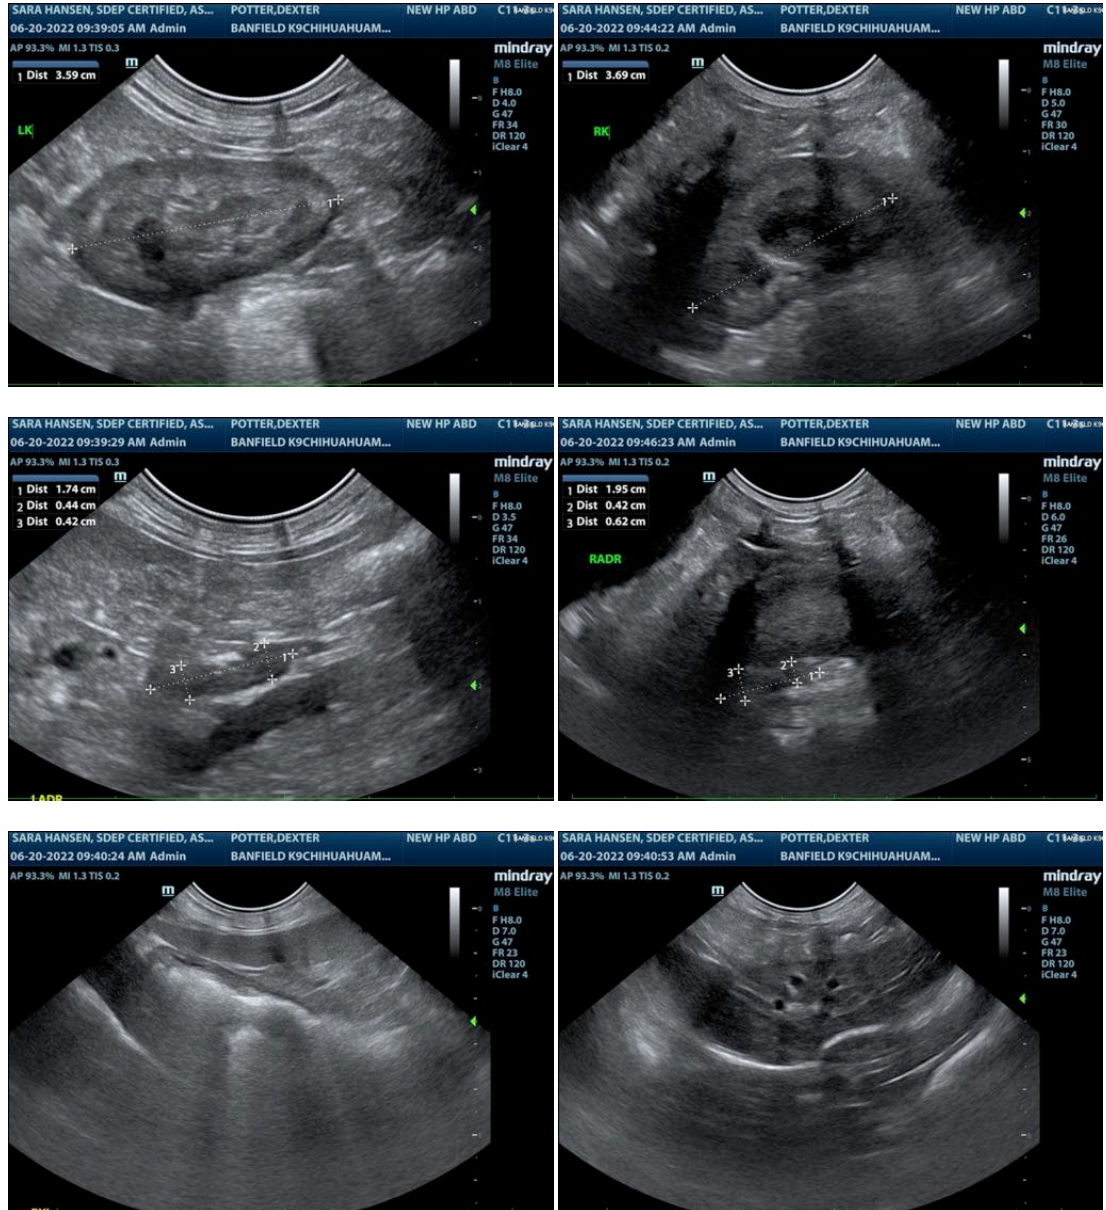 SARA HANSEN, SDEP CERTIFIED, AS... POTTER,DEXTER NEW HP ABD
06-20-2022 09:39:05 AM Admin BANFIELD K9CHIHUAHUAM...
AP 93.3% MI 1.3 TIS 0.3
mindray
M8 Elite
m
1 Dist 3.59 cm
B
F H8.0
D 4.0
G 47
FR 34
DR 120
iClear 4
LK
1
SARA HANSEN, SDEP CERTIFIED, AS... POTTER,DEXTER NEW HP ABD
06-20-2022 09:44:22 AM Admin BANFIELD K9CHIHUAHUAM...
AP 93.3% MI 1.3 TIS 0.2
mindray
M8 Elite
m
1 Dist 3.69 cm
B
F H8.0
D 5.0
G 47
FR 30
DR 120
iClear 4
RK
1
SARA HANSEN, SDEP CERTIFIED, AS... POTTER,DEXTER NEW HP ABD
06-20-2022 09:39:29 AM Admin BANFIELD K9CHIHUAHUAM...
AP 93.3% MI 1.3 TIS 0.3
mindray
M8 Elite
m
1 Dist 1.74 cm
2 Dist 0.44 cm
3 Dist 0.42 cm
B
F H8.0
D 3.5
G 47
FR 34
DR 120
iClear 4
2
3
1
LADR
SARA HANSEN, SDEP CERTIFIED, AS... POTTER,DEXTER NEW HP ABD
06-20-2022 09:46:23 AM Admin BANFIELD K9CHIHUAHUAM...
AP 93.3% MI 1.3 TIS 0.2
mindray
M8 Elite
m
1 Dist 1.95 cm
2 Dist 0.42 cm
3 Dist 0.62 cm
B
F H8.0
D 6.0
G 47
FR 26
DR 120
iClear 4
RADR
2
3
1
SARA HANSEN, SDEP CERTIFIED, AS... POTTER,DEXTER NEW HP ABD
06-20-2022 09:40:24 AM Admin BANFIELD K9CHIHUAHUAM...
AP 93.3% MI 1.3 TIS 0.2
mindray
M8 Elite
m
B
F H8.0
D 7.0
G 47
FR 23
DR 120
iClear 4
SARA HANSEN, SDEP CERTIFIED, AS... POTTER,DEXTER NEW HP ABD
06-20-2022 09:40:53 AM Admin BANFIELD K9CHIHUAHUAM...
AP 93.3% MI 1.3 TIS 0.2
mindray
M8 Elite
m
B
F H8.0
D 7.0
G 47
FR 23
DR 120
iClear 4